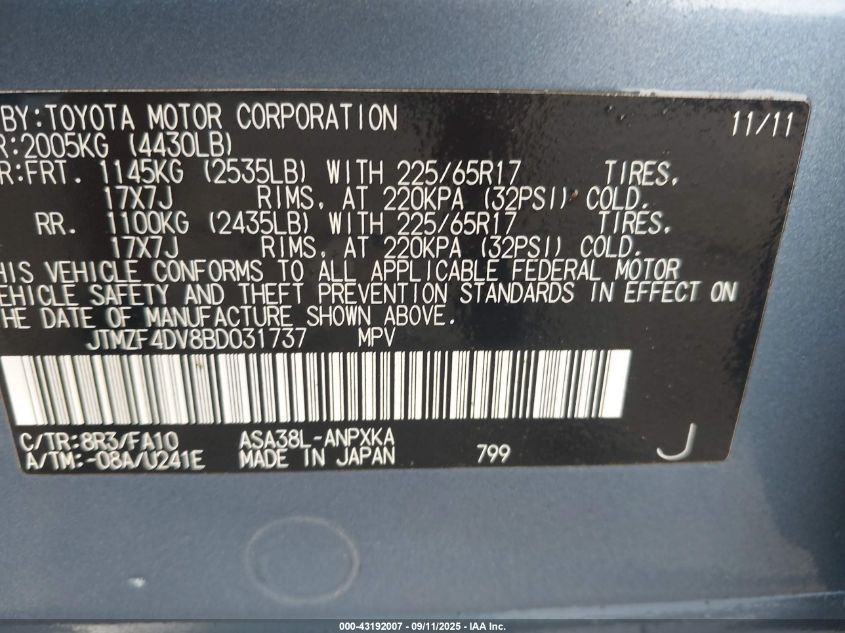 BY:TOYOTA MOTOR CORPORATION 11/11
R:2005KG (4430LB)
R:FRT. 1145KG (2535LB) WITH 225/65R17 TIRES,
17X7J RIMS, AT 220KPA (32PSI) COLD.
RR. 1100KG (2435LB) WITH 225/65R17 TIRES,
17X7J RIMS, AT 220KPA (32PSI) COLD.
HIS VEHICLE CONFORMS TO ALL APPLICABLE FEDERAL MOTOR
EHICLE SAFETY AND THEFT PREVENTION STANDARDS IN EFFECT ON
HE DATE OF MANUFACTURE SHOWN ABOVE.
JTMZF4DV8BD031737 MPV
C/TR:8R3/FA10 ASA38L-ANPXKA
A/TM:-08A/U241E MADE IN JAPAN 799 J
000-43192007 - 09/11/2025 - IAA Inc.